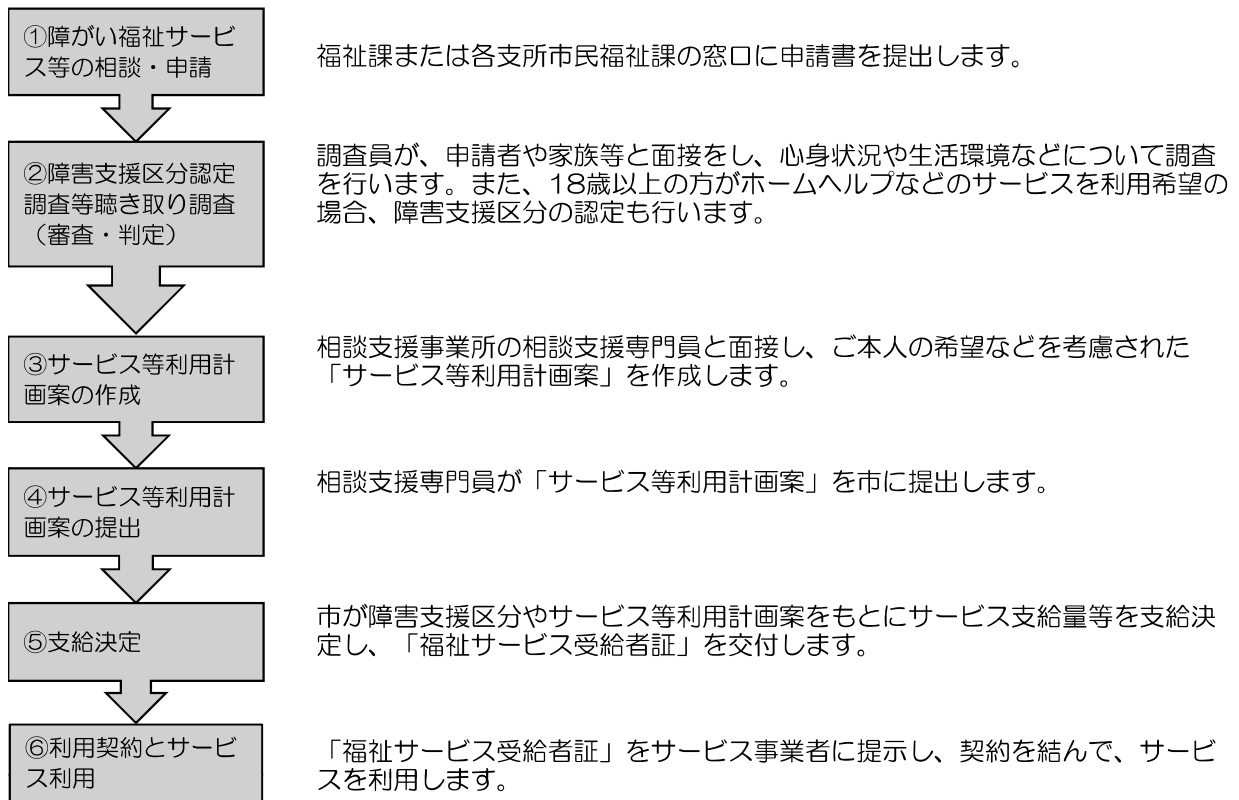 ①障がい福祉サービ
ス等の相談・申請
福祉課または各支所市民福祉課の窓口に申請書を提出します。
②障害支援区分認定
調査等聴き取り調査
（審査・判定）
調査員が、申請者や家族等と面接をし、心身状況や生活環境などについて調査
を行います。また、18歳以上の方がホームヘルプなどのサービスを利用希望の
場合、障害支援区分の認定も行います。
③サービス等利用計
画案の作成
相談支援事業所の相談支援専門員と面接し、ご本人の希望などを考慮された
「サービス等利用計画案」を作成します。
④サービス等利用計
画案の提出
相談支援専門員が「サービス等利用計画案」を市に提出します。
⑤支給決定
市が障害支援区分やサービス等利用計画案をもとにサービス支給量等を支給決
定し、「福祉サービス受給者証」を交付します。
⑥利用契約とサービ
ス利用
「福祉サービス受給者証」をサービス事業者に提示し、契約を結んで、サービ
スを利用します。